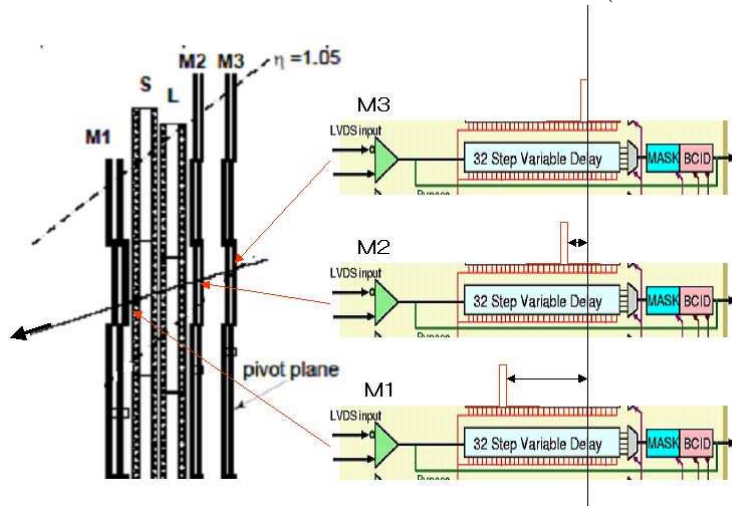 M2 M3
η =1.05
S
L
M1
pivot plane
M3
LVDS input
32 Step Variable Delay
MASK
BCID
M2
LVDS input
32 Step Variable Delay
MASK
BCID
M1
LVDS input
32 Step Variable Delay
MASK
BCID